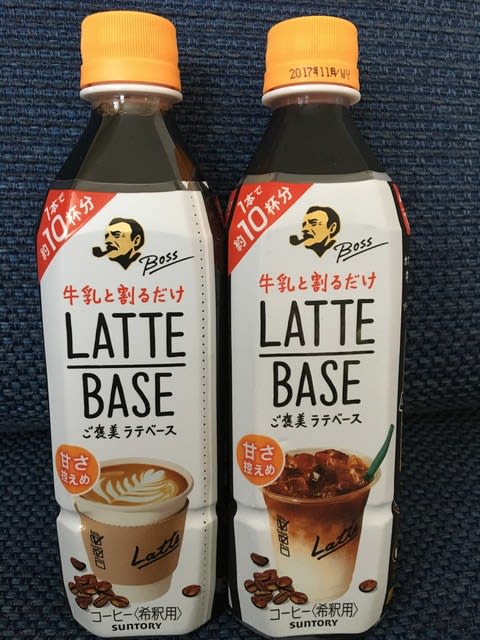 1本で
約10杯分
Boss
牛乳と割るだけ
LATTE
BASE
ご褒美ラテベース
甘さ
控えめ
Latte
コーヒー〈希釈用〉
SUNTORY
2017年11月/WY
1本で
約10杯分
Boss
牛乳と割るだけ
LATTE
BASE
ご褒美ラテベース
甘さ
控えめ
Latte
コーヒー〈希釈用〉
SUNTORY